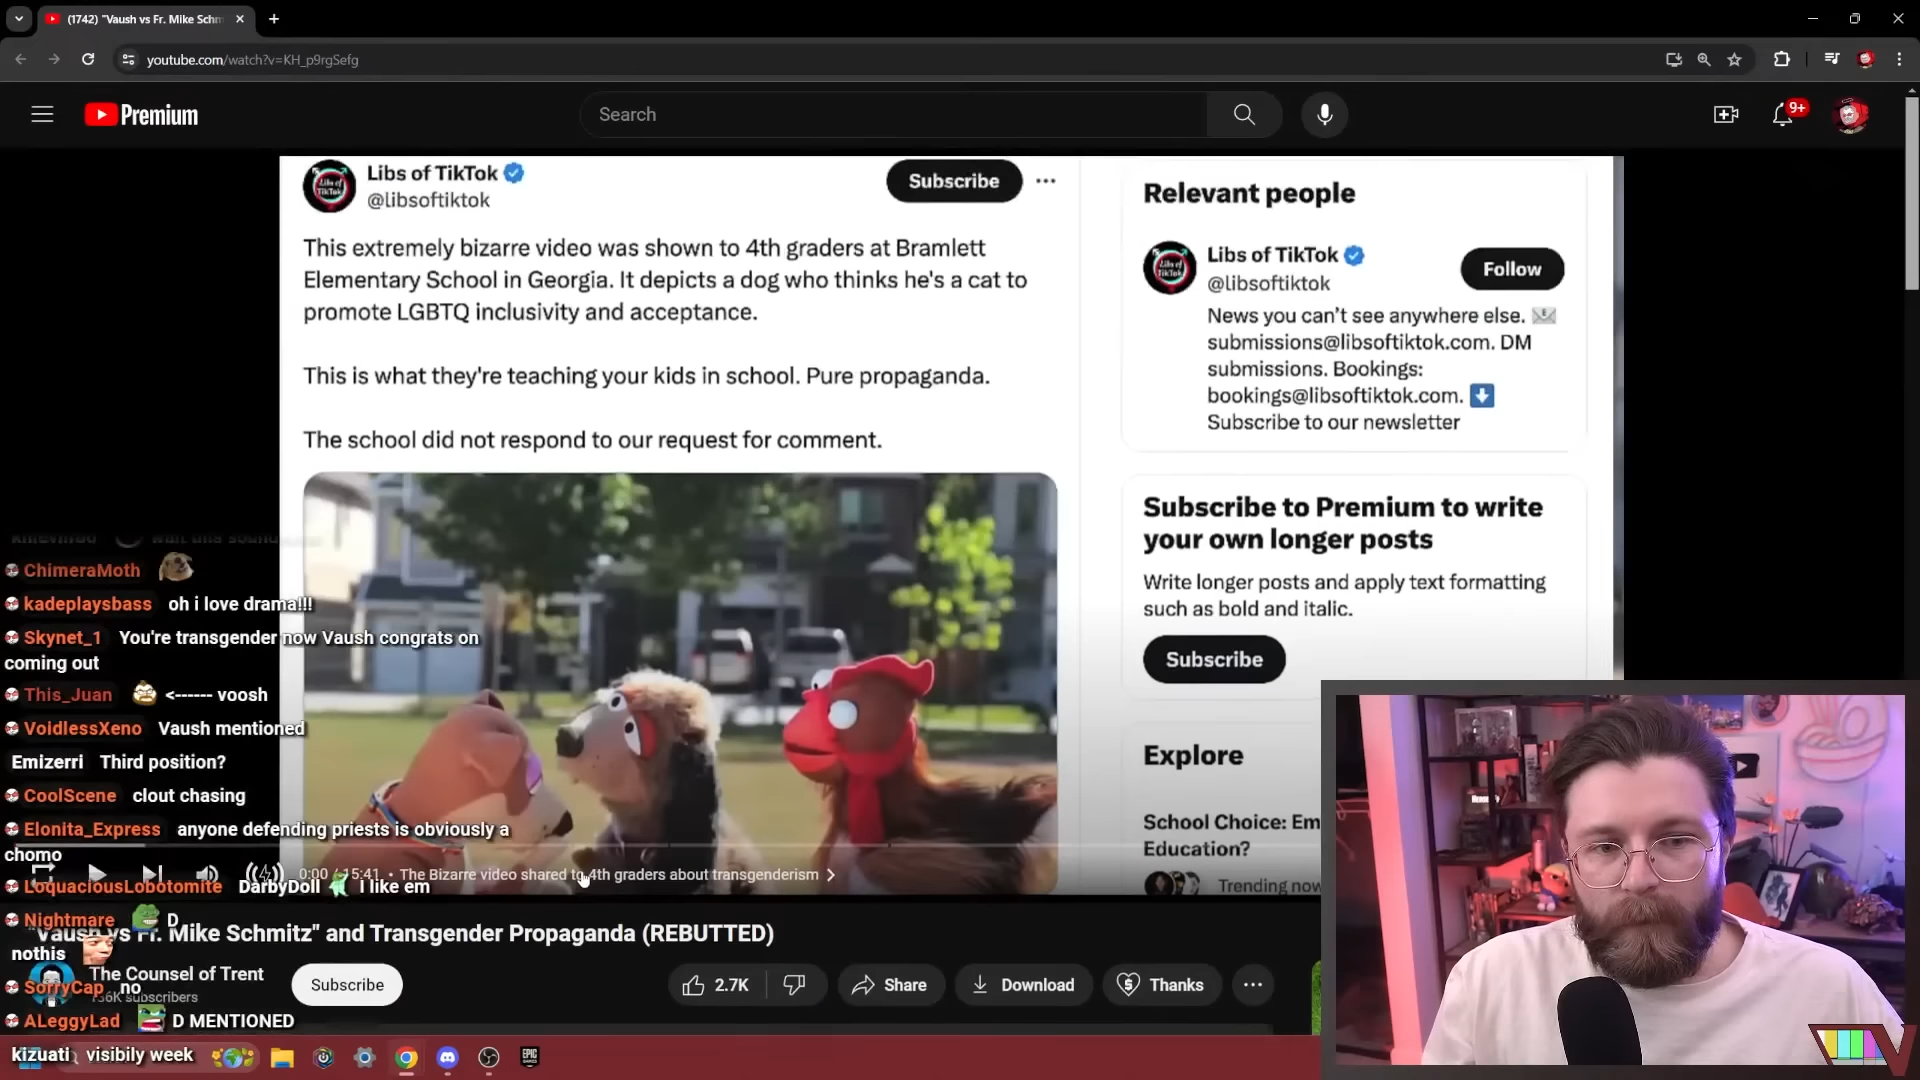 (1742) "Vaush vs Fr. Mike Schm
youtube.com/watch?v=KH_p9rgSefg
Premium
Search
9+
Libs of TikTok
@libsoftiktok
Subscribe
This extremely bizarre video was shown to 4th graders at Bramlett
Elementary School in Georgia. It depicts a dog who thinks he's a cat to
promote LGBTQ inclusivity and acceptance.
This is what they're teaching your kids in school. Pure propaganda.
The school did not respond to our request for comment.
Relevant people
Libs of TikTok
@libsoftiktok
Follow
News you can't see anywhere else.
submissions@libsoftiktok.com. DM
submissions. Bookings:
bookings@libsoftiktok.com.
Subscribe to our newsletter
Subscribe to Premium to write
your own longer posts
Write longer posts and apply text formatting
such as bold and italic.
Subscribe
Explore
School Choice: Em
Education?
Trending now
ChimeraMoth
kadeplaysbass oh i love drama!!!
Skynet_1 You're transgender now Vaush congrats on
coming out
This_Juan <------ voosh
VoidlessXeno Vaush mentioned
Emizerri Third position?
CoolScene clout chasing
Elonita_Express anyone defending priests is obviously a
chomo
0:00 / 15:41 • The Bizarre video shared to 4th graders about transgenderism
LoquaciousLobotomite DarbyDoll I like em
Nightmare D
nothis
"Vaush vs Fr. Mike Schmitz" and Transgender Propaganda (REBUTTED)
The Counsel of Trent
subscribers
Subscribe
2.7K
Share
Download
Thanks
SorryCap no
ALeggyLad D MENTIONED
kizuati visibily week
EPIC